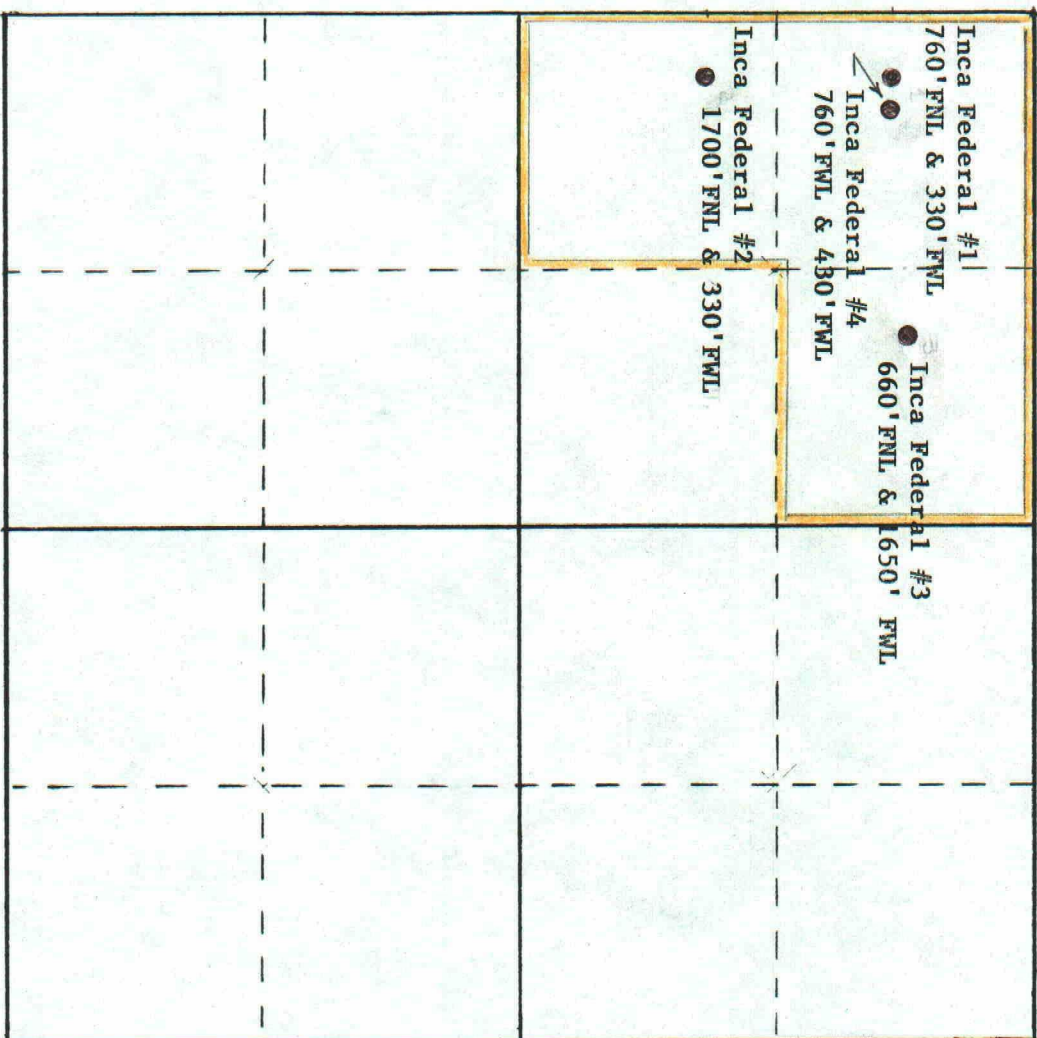 Inca Federal #1
760'FNL & 330'FWL
Inca Federal #4
760'FWL & 430'FWL
Inca Federal #3
660'FNL & 1650' FWL
Inca Federal #2
1700'FNL & 330'FWL